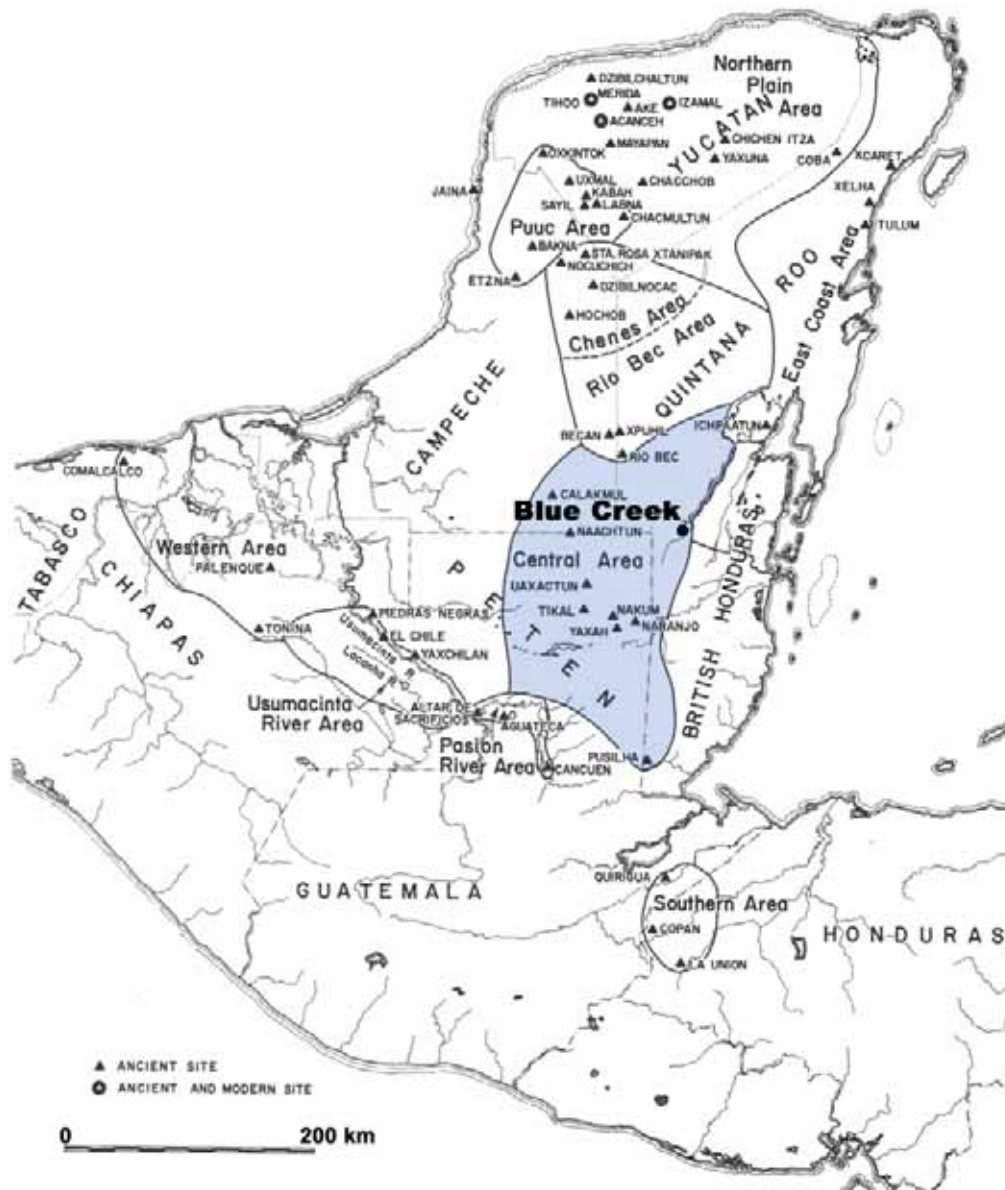 Northern
Plain
Area
DZIBILCHALTUN
MERIDA
TIHOO
AKE
IZAMAL
ACANCEH
MAYAPAN
CHICHEN ITZA
YUCATAN
OXKINTOK
YAXUNA
COBA
XCARET
JAINA
UXMAL
CHACCHOB
KABAH
XELHA
SAYIL
LABNA
CHACMULTUN
TULUM
Puuc Area
BAKNA
STA. ROSA XTANIPAK
NOCUCHICH
ETZNA
DZIBILNOCAC
HOCHOB
Chenes Area
Rio Bec Area
QUINTANA ROO
East Coast Area
CAMPECHE
BECAN
XPUHIL
ICHPAATUN
RIO BEC
COMALCALCO
CALAKMUL
Blue Creek
NAACHTUN
Western Area
Central Area
PALENQUE
UAXACTUN
TABASCO
CHIAPAS
PETEN
TIKAL
NAKUM
PIEDRAS NEGRAS
YAXAH
NARANJO
TONINA
EL CHILE
Usumacinta R.
YAXCHILAN
BRITISH HONDURAS
Usumacinta
River Area
ALTAR DE
SACRIFICIOS
AGUATECA
Pasion
River Area
CANCUEN
PUSILHA
GUATEMALA
QUIRIGUA
Southern Area
COPAN
HONDURAS
LA UNION
ANCIENT SITE
ANCIENT AND MODERN SITE
0 200 km